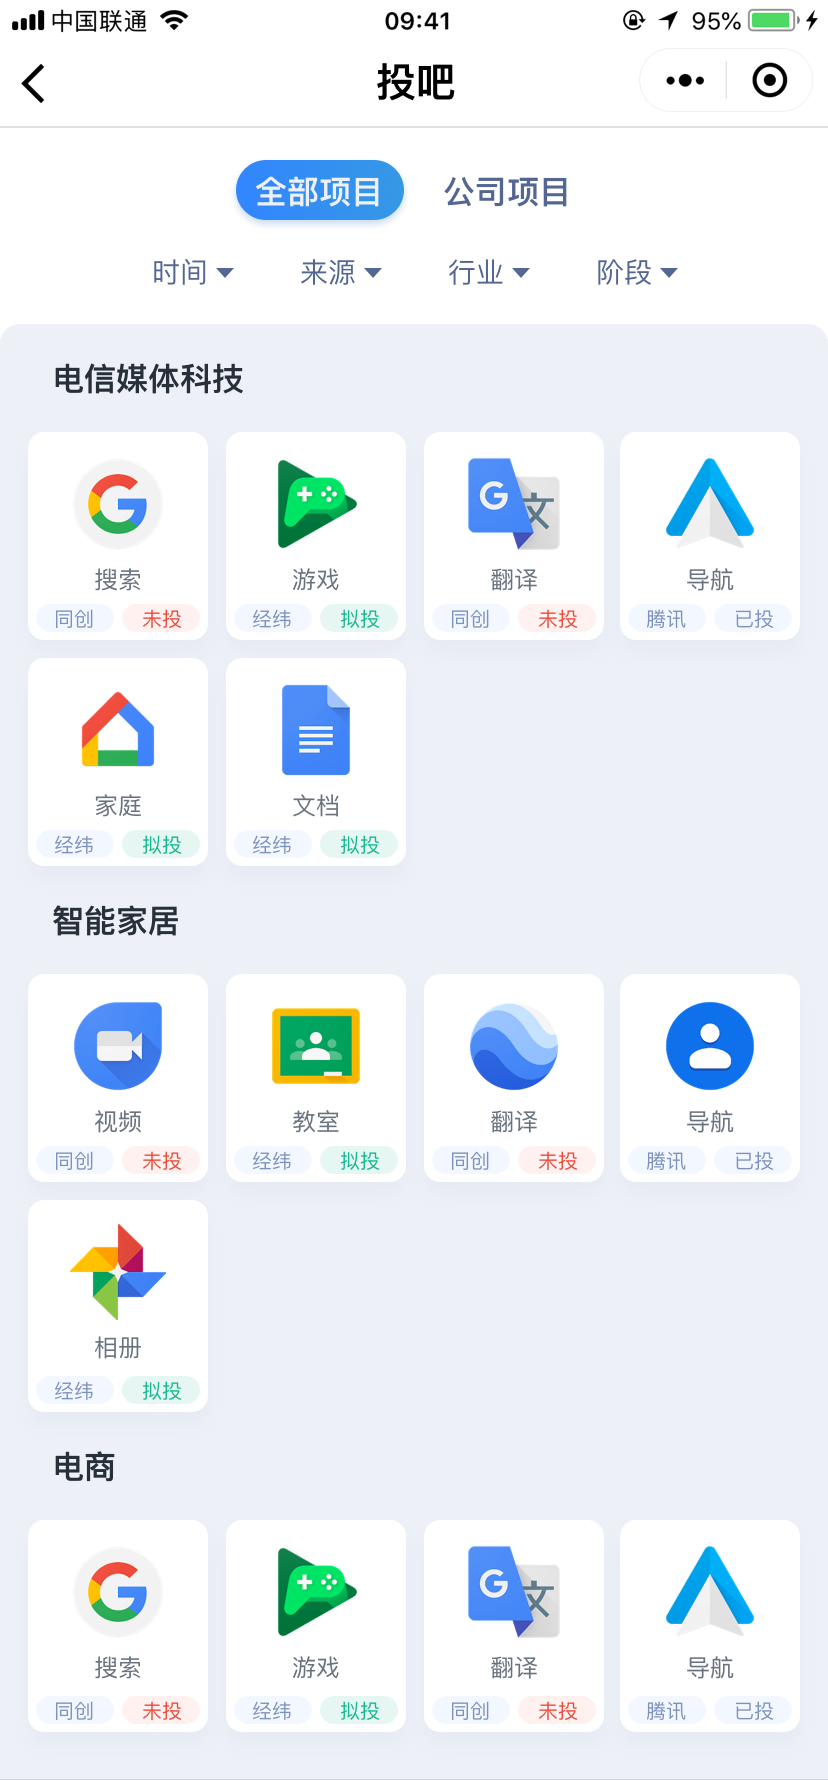 中国联通 09:41 95%
投吧
全部项目 公司项目
时间 来源 行业 阶段
电信媒体科技
G G 文
搜索 游戏 翻译 导航
同创 未投 经纬 拟投 同创 未投 腾讯 已投
家庭 文档
经纬 拟投 经纬 拟投
智能家居
视频 教室 翻译 导航
同创 未投 经纬 拟投 同创 未投 腾讯 已投
相册
经纬 拟投
电商
G G 文
搜索 游戏 翻译 导航
同创 未投 经纬 拟投 同创 未投 腾讯 已投